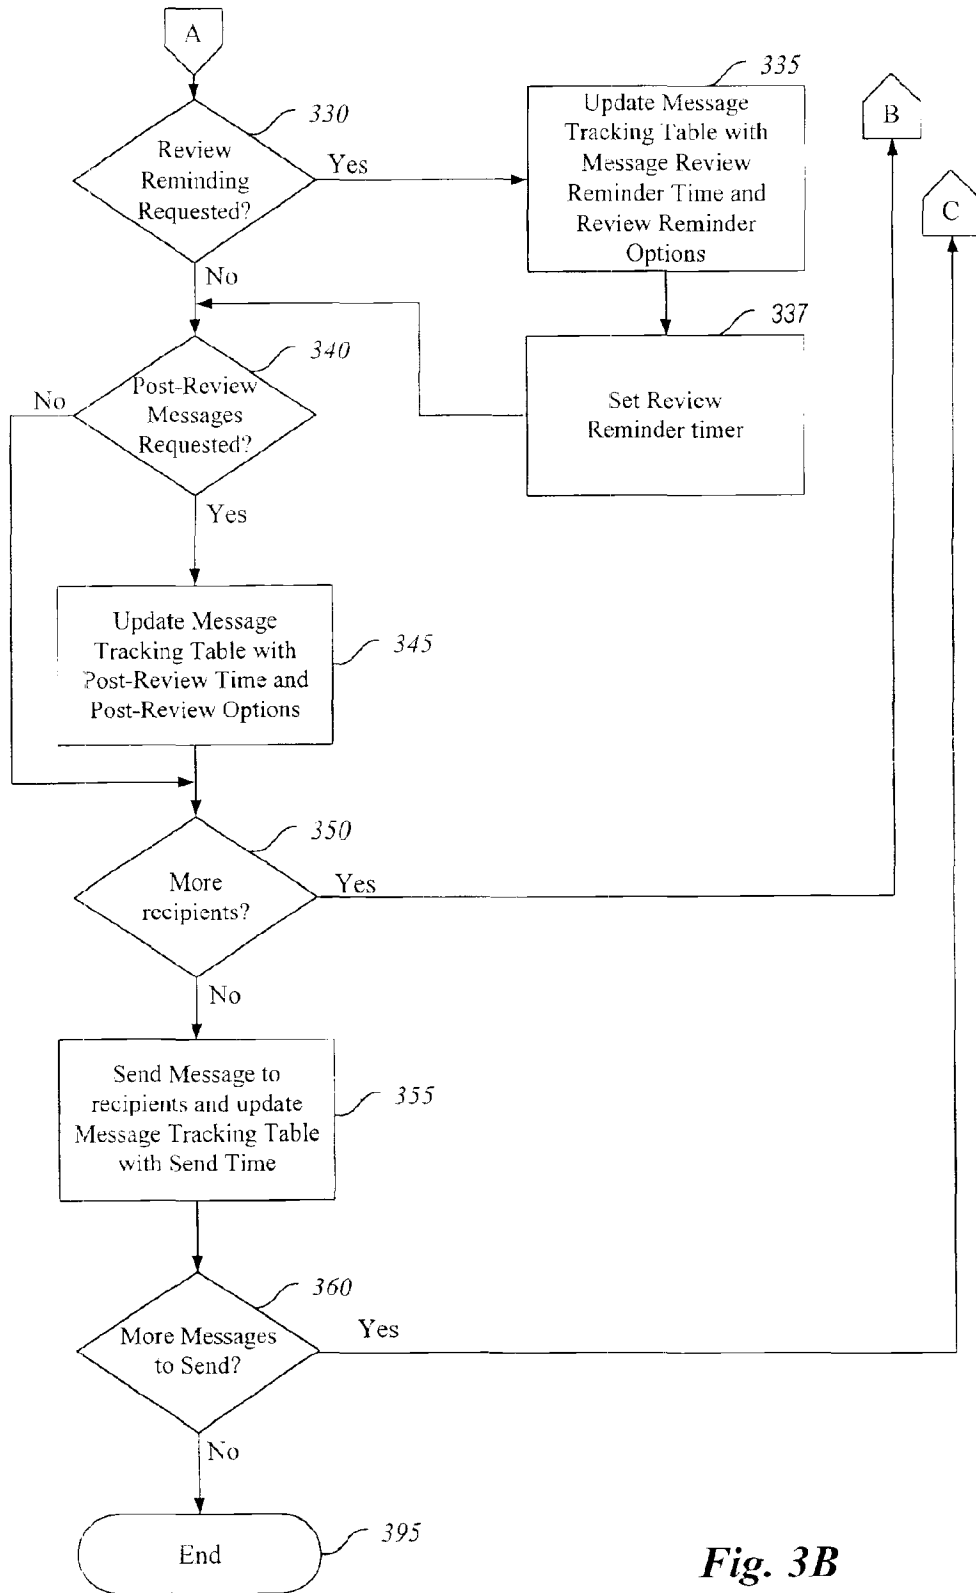 A
330
Review
Reminding
Requested?
Yes
No
335
Update Message
Tracking Table with
Message Review
Reminder Time and
Review Reminder
Options
B
C
337
Set Review
Reminder timer
340
Post-Review
Messages
Requested?
No
Yes
Update Message
Tracking Table with
Post-Review Time and
Post-Review Options
345
350
More
recipients?
Yes
No
Send Message to
recipients and update
Message Tracking Table
with Send Time
355
360
More Messages
to Send?
Yes
No
End
395
Fig. 3B